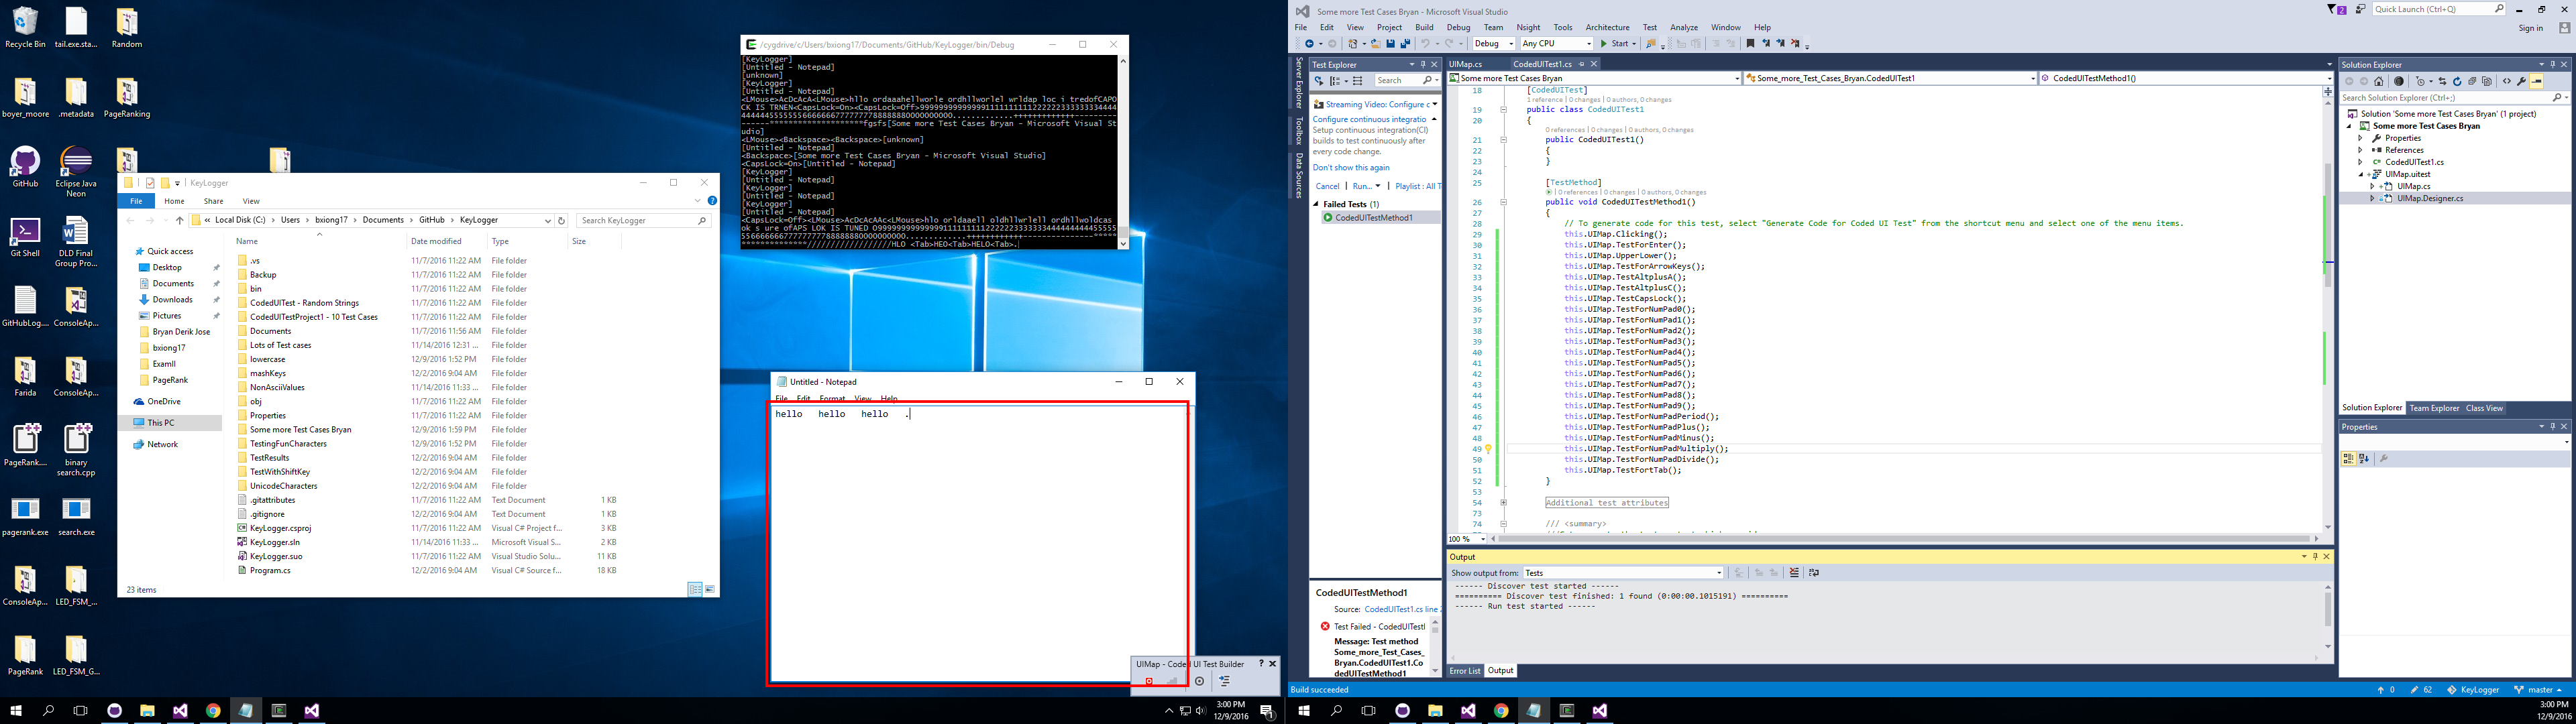 Recycle Bin
tail.exe.sta...
Random
boyer_moore
.metadata
PageRanking
GitHub
Eclipse Java Neon
Git Shell
DLD Final Group Pro...
GitHubLog....
ConsoleAp...
Farida
ConsoleAp...
PageRank....
binary search.cpp
pagerank.exe
search.exe
ConsoleAp...
LED_FSM_...
PageRank
LED_FSM_G...
KeyLogger
File Home Share View
« Local Disk (C:) › Users › bxiong17 › Documents › GitHub › KeyLogger
Search KeyLogger
Name Date modified Type Size
Quick access
Desktop
Documents
Downloads
Pictures
Bryan Derik Jose
bxiong17
ExamII
PageRank
OneDrive
This PC
Network
.vs 11/7/2016 11:22 AM File folder
Backup 11/7/2016 11:22 AM File folder
bin 11/7/2016 11:22 AM File folder
CodedUITest - Random Strings 11/7/2016 11:22 AM File folder
CodedUITestProject1 - 10 Test Cases 11/7/2016 11:22 AM File folder
Documents 11/7/2016 11:56 AM File folder
Lots of Test cases 11/14/2016 12:31 ... File folder
lowercase 12/9/2016 1:52 PM File folder
mashKeys 12/2/2016 9:04 AM File folder
NonAsciiValues 11/14/2016 11:33 ... File folder
obj 11/7/2016 11:22 AM File folder
Properties 11/7/2016 11:22 AM File folder
Some more Test Cases Bryan 12/9/2016 1:59 PM File folder
TestingFunCharacters 12/9/2016 1:52 PM File folder
TestResults 12/2/2016 9:04 AM File folder
TestWithShiftKey 12/2/2016 9:04 AM File folder
UnicodeCharacters 12/2/2016 9:04 AM File folder
.gitattributes 11/7/2016 11:22 AM Text Document 1 KB
.gitignore 12/2/2016 9:04 AM Text Document 1 KB
KeyLogger.csproj 11/7/2016 11:22 AM Visual C# Project f... 3 KB
KeyLogger.sln 11/14/2016 11:33 ... Microsoft Visual S... 2 KB
KeyLogger.suo 11/7/2016 11:22 AM Visual Studio Solu... 11 KB
Program.cs 12/2/2016 9:04 AM Visual C# Source f... 18 KB
23 items
/cygdrive/c/Users/bxiong17/Documents/GitHub/KeyLogger/bin/Debug
[KeyLogger]
[Untitled - Notepad]
[unknown]
[KeyLogger]
[Untitled - Notepad]
<LMouse>AcDcAcA<LMouse>hllo ordaaahellworle ordhllworlel wrldap loc i tredofCAPO
fgsfs[Some more Test Cases Bryan - Microsoft Visual St
udio]
<LMouse><Backspace><Backspace>[unknown]
[Untitled - Notepad]
<Backspace>[Some more Test Cases Bryan - Microsoft Visual Studio]
<CapsLock=On>[Untitled - Notepad]
[KeyLogger]
[Untitled - Notepad]
[KeyLogger]
[Untitled - Notepad]
[KeyLogger]
[Untitled - Notepad]
<CapsLock=Off><LMouse>AcDcAcAAc<LMouse>hlo orldaaell oldhllwrlell ordhllwoldcas
HLO <Tab>HEO<Tab>HELO<Tab>.
Untitled - Notepad
File Edit Format View Help
hello hello hello .
UIMap - Coded UI Test Builder
3:00 PM
12/9/2016
Some more Test Cases Bryan - Microsoft Visual Studio
2
Quick Launch (Ctrl+Q)
File Edit View Project Build Debug Team Nsight Tools Architecture Test Analyze Window Help
Sign in
Debug Any CPU Start
Server Explorer
Toolbox
Data Sources
Test Explorer
Search
Streaming Video: Configure c
Configure continuous integratio
Setup continuous integration(CI)
builds to test continuously after
every code change.
Don't show this again
Cancel Run... Playlist : All T
Failed Tests (1)
CodedUITestMethod1
CodedUITestMethod1
Source: CodedUITest1.cs line 2
Test Failed - CodedUITestI
Message: Test method
Some_more_Test_Cases_
Bryan.CodedUITest1.Co
dedUITestMethod1
UIMap.cs CodedUITest1.cs
Some more Test Cases Bryan Some_more_Test_Cases_Bryan.CodedUITest1 CodedUITestMethod1()
18 [CodedUITest]
1 reference | 0 changes | 0 authors, 0 changes
19 public class CodedUITest1
20 {
0 references | 0 changes | 0 authors, 0 changes
21 public CodedUITest1()
22 {
23 }
24
25 [TestMethod]
0 references | 0 changes | 0 authors, 0 changes
26 public void CodedUITestMethod1()
27 {
28 // To generate code for this test, select "Generate Code for Coded UI Test" from the shortcut menu and select one of the menu items.
29 this.UIMap.Clicking();
30 this.UIMap.TestForEnter();
31 this.UIMap.UpperLower();
32 this.UIMap.TestForArrowKeys();
33 this.UIMap.TestAltplusA();
34 this.UIMap.TestAltplusC();
35 this.UIMap.TestCapsLock();
36 this.UIMap.TestForNumPad0();
37 this.UIMap.TestForNumPad1();
38 this.UIMap.TestForNumPad2();
39 this.UIMap.TestForNumPad3();
40 this.UIMap.TestForNumPad4();
41 this.UIMap.TestForNumPad5();
42 this.UIMap.TestForNumPad6();
43 this.UIMap.TestForNumPad7();
44 this.UIMap.TestForNumPad8();
45 this.UIMap.TestForNumPad9();
46 this.UIMap.TestForNumPadPeriod();
47 this.UIMap.TestForNumPadPlus();
48 this.UIMap.TestForNumPadMinus();
49 this.UIMap.TestForNumPadMultiply();
50 this.UIMap.TestForNumPadDivide();
51 this.UIMap.TestFortTab();
52 }
53
54 Additional test attributes
73
74 /// <summary>
100 %
Output
Show output from: Tests
------ Discover test started ------
========== Discover test finished: 1 found (0:00:00.1015191) ==========
------ Run test started ------
Error List Output
Solution Explorer
Search Solution Explorer (Ctrl+;)
Solution 'Some more Test Cases Bryan' (1 project)
Some more Test Cases Bryan
Properties
References
CodedUITest1.cs
UIMap.uitest
UIMap.cs
UIMap.Designer.cs
Solution Explorer Team Explorer Class View
Properties
Build succeeded
0 62 KeyLogger master
3:00 PM
12/9/2016